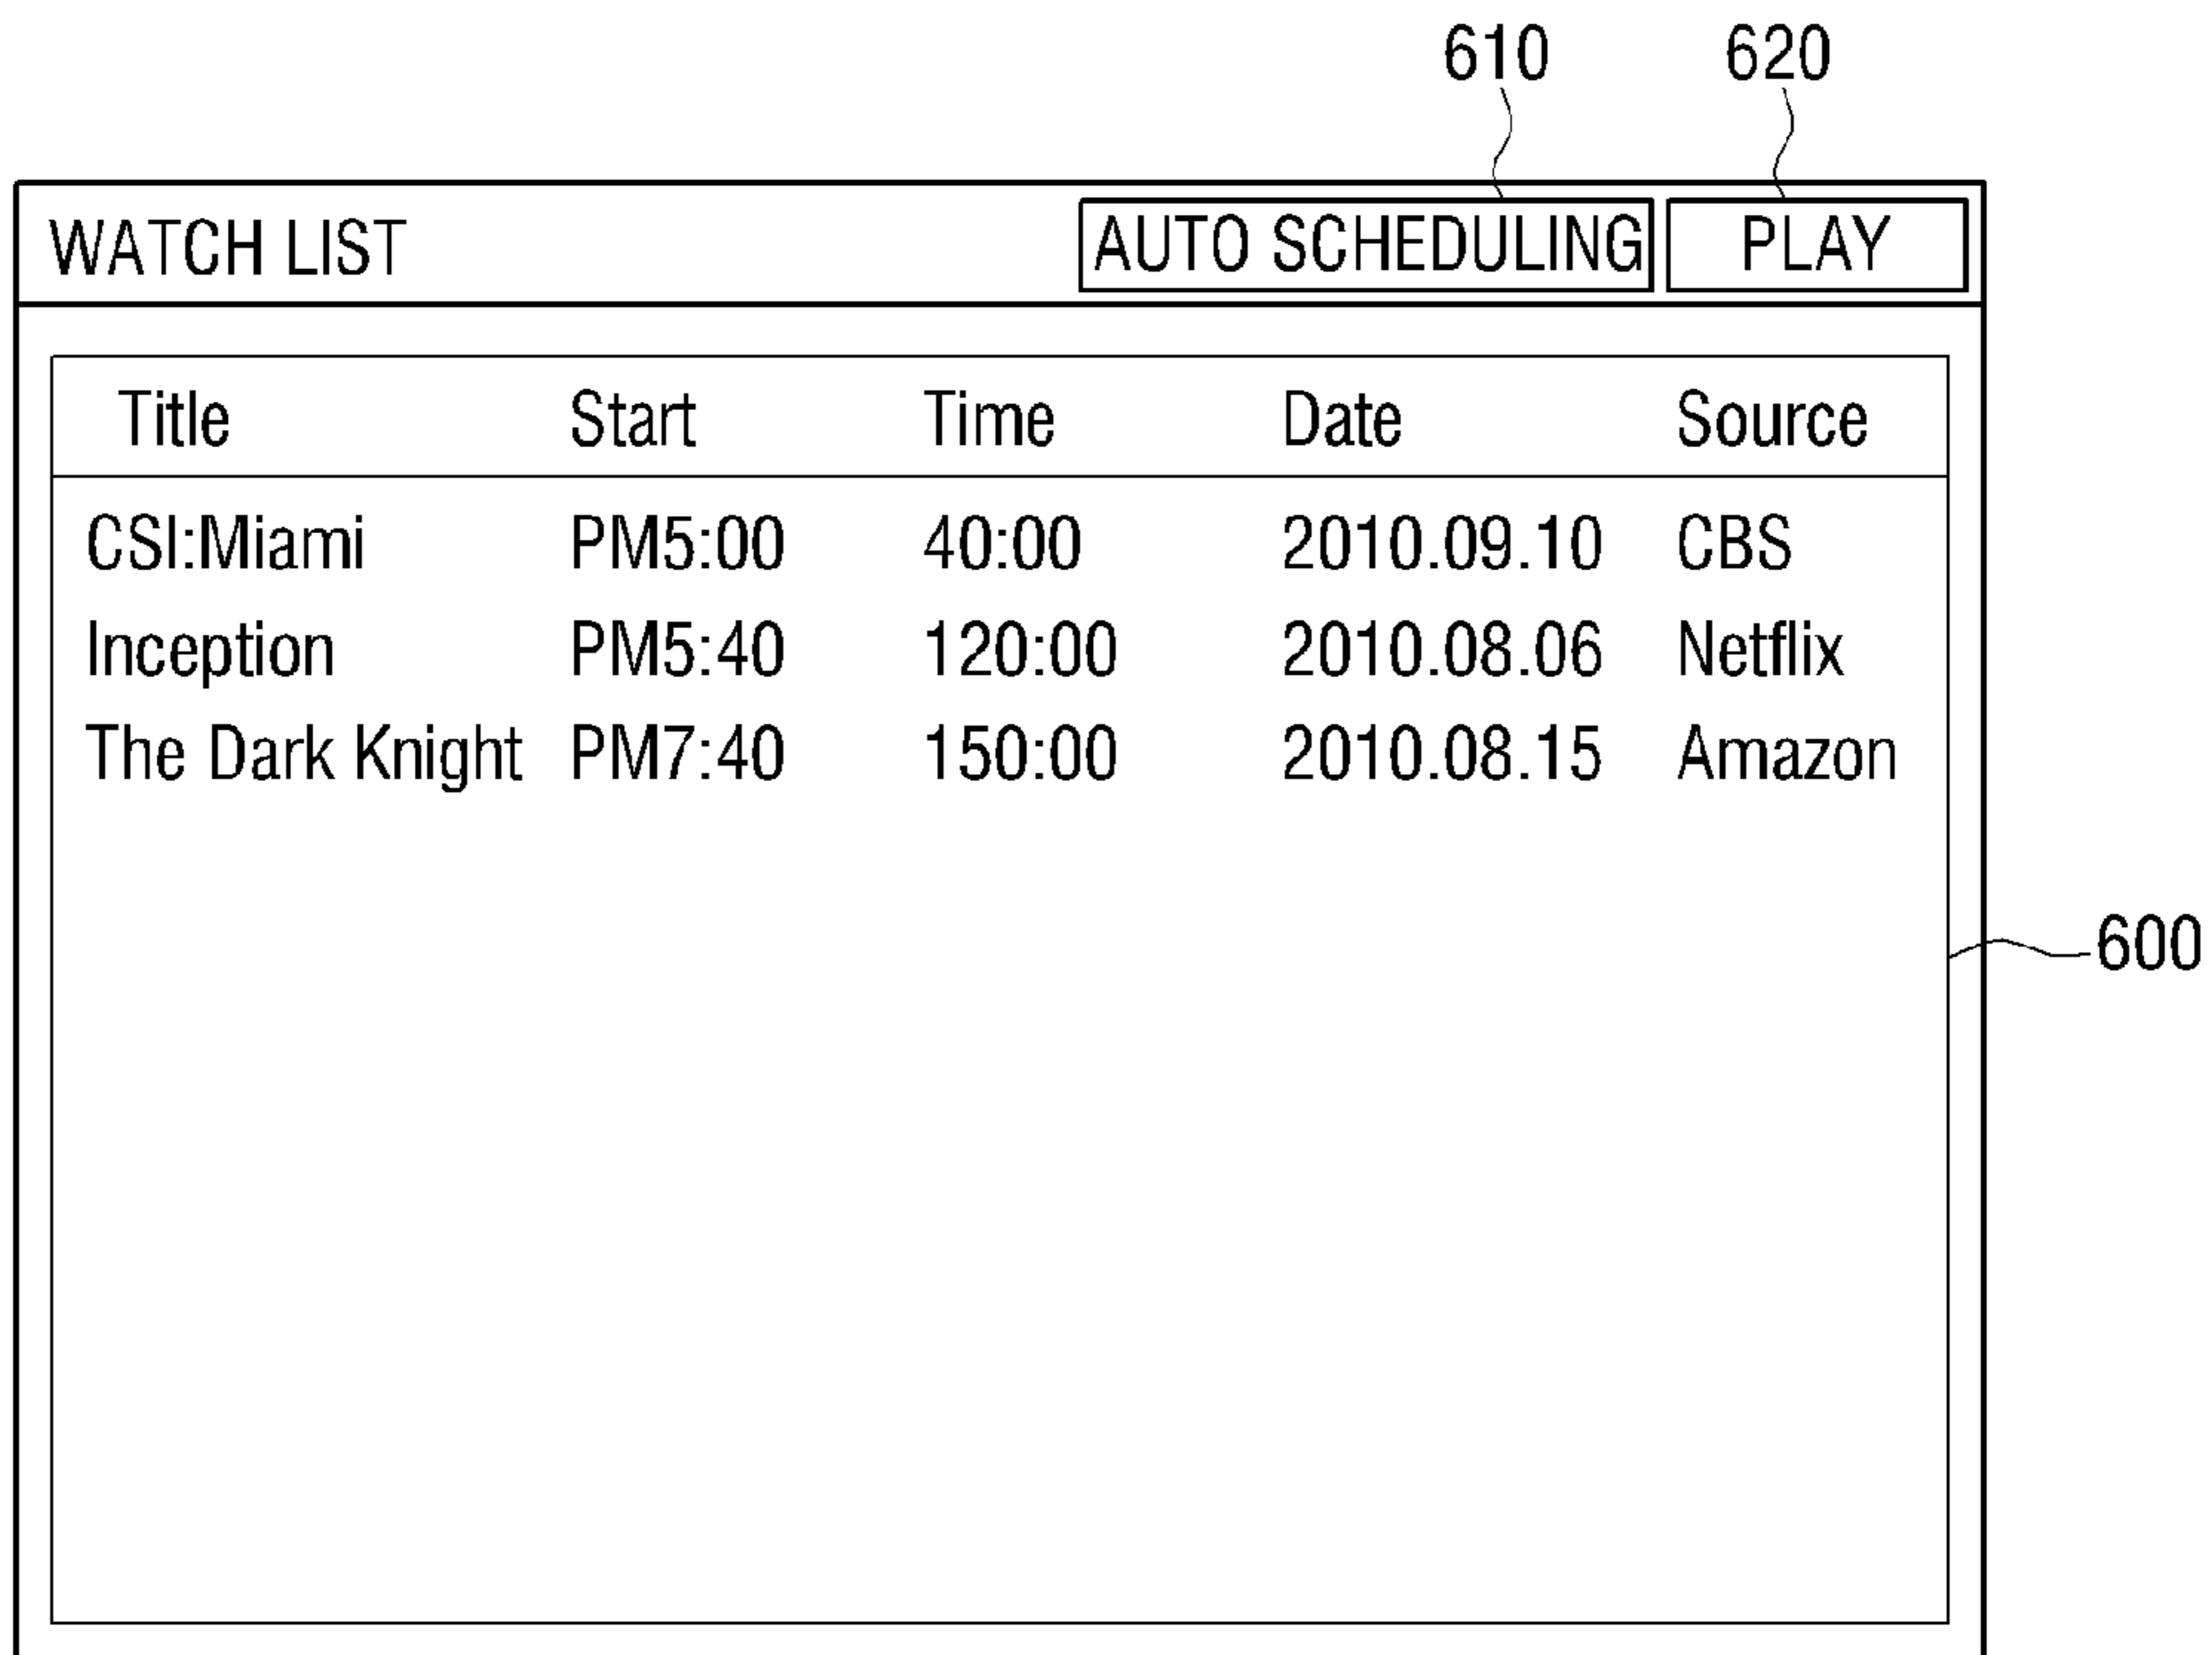 610 620
WATCH LIST AUTO SCHEDULING PLAY
Title Start Time Date Source
CSI:Miami PM5:00 40:00 2010.09.10 CBS
Inception PM5:40 120:00 2010.08.06 Netflix
The Dark Knight PM7:40 150:00 2010.08.15 Amazon
600